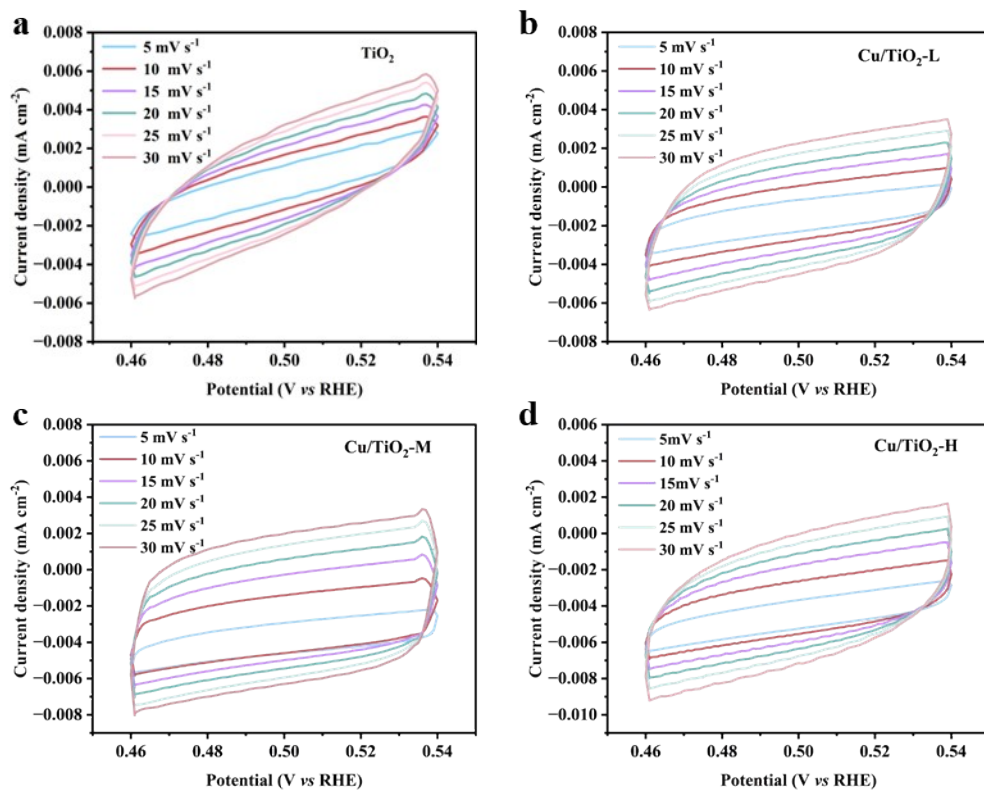 a
TiO₂
5 mV s⁻¹
10 mV s⁻¹
15 mV s⁻¹
20 mV s⁻¹
25 mV s⁻¹
30 mV s⁻¹
0.008
0.006
0.004
0.002
0.000
−0.002
−0.004
−0.006
−0.008
Current density (mA cm⁻²)
0.46 0.48 0.50 0.52 0.54
Potential (V vs RHE)
b
Cu/TiO₂-L
5 mV s⁻¹
10 mV s⁻¹
15 mV s⁻¹
20 mV s⁻¹
25 mV s⁻¹
30 mV s⁻¹
0.008
0.006
0.004
0.002
0.000
−0.002
−0.004
−0.006
−0.008
Current density (mA cm⁻²)
0.46 0.48 0.50 0.52 0.54
Potential (V vs RHE)
c
Cu/TiO₂-M
5 mV s⁻¹
10 mV s⁻¹
15 mV s⁻¹
20 mV s⁻¹
25 mV s⁻¹
30 mV s⁻¹
0.008
0.006
0.004
0.002
0.000
−0.002
−0.004
−0.006
−0.008
Current density (mA cm⁻²)
0.46 0.48 0.50 0.52 0.54
Potential (V vs RHE)
d
Cu/TiO₂-H
5mV s⁻¹
10 mV s⁻¹
15mV s⁻¹
20 mV s⁻¹
25 mV s⁻¹
30 mV s⁻¹
0.006
0.004
0.002
0.000
−0.002
−0.004
−0.006
−0.008
−0.010
Current density (mA cm⁻²)
0.46 0.48 0.50 0.52 0.54
Potential (V vs RHE)